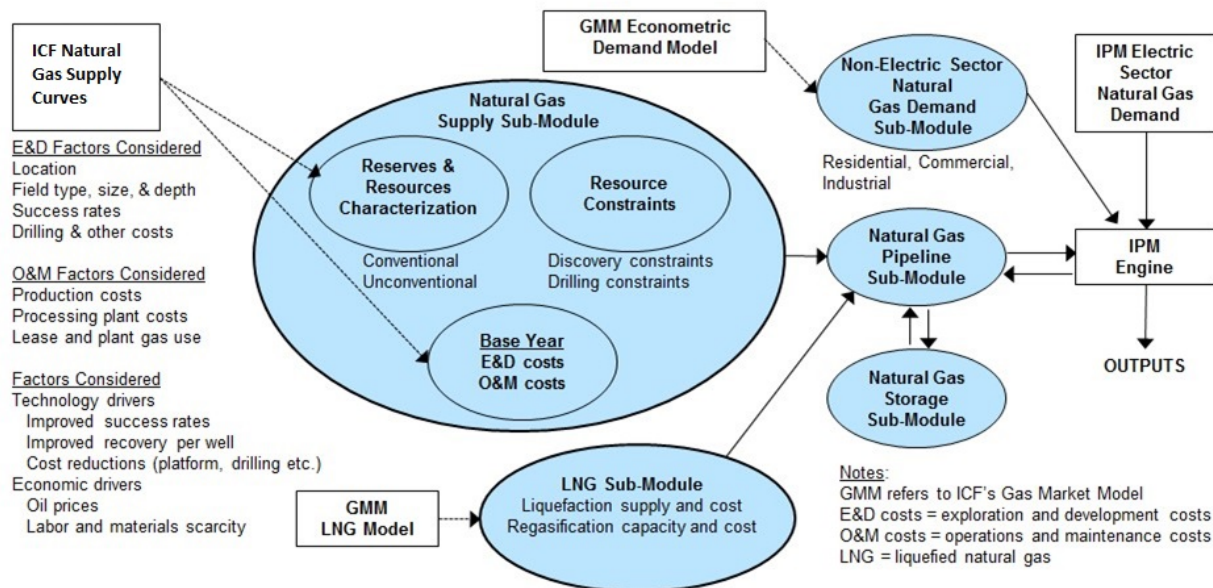 ICF Natural
Gas Supply
Curves
E&D Factors Considered
Location
Field type, size, & depth
Success rates
Drilling & other costs
O&M Factors Considered
Production costs
Processing plant costs
Lease and plant gas use
Factors Considered
Technology drivers
Improved success rates
Improved recovery per well
Cost reductions (platform, drilling etc.)
Economic drivers
Oil prices
Labor and materials scarcity
Natural Gas
Supply Sub-Module
Reserves &
Resources
Characterization
Conventional
Unconventional
Resource
Constraints
Discovery constraints
Drilling constraints
Base Year
E&D costs
O&M costs
GMM
LNG Model
LNG Sub-Module
Liquefaction supply and cost
Regasification capacity and cost
GMM Econometric
Demand Model
Non-Electric Sector
Natural
Gas Demand
Sub-Module
Residential, Commercial,
Industrial
IPM Electric
Sector
Natural Gas
Demand
Natural Gas
Pipeline
Sub-Module
IPM
Engine
Natural Gas
Storage
Sub-Module
OUTPUTS
Notes:
GMM refers to ICF's Gas Market Model
E&D costs = exploration and development costs
O&M costs = operations and maintenance costs
LNG = liquefied natural gas